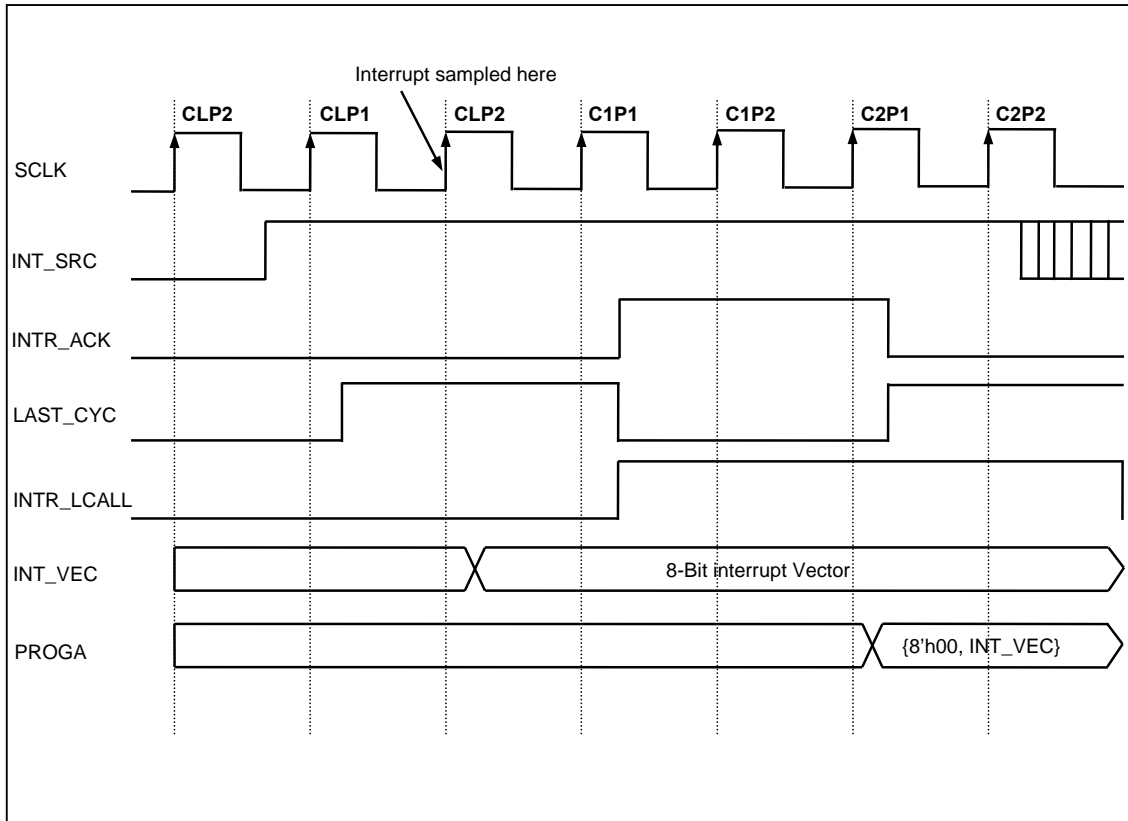 Interrupt sampled here
CLP2 CLP1 CLP2 C1P1 C1P2 C2P1 C2P2
SCLK
INT_SRC
INTR_ACK
LAST_CYC
INTR_LCALL
INT_VEC 8-Bit interrupt Vector
PROGA {8'h00, INT_VEC}